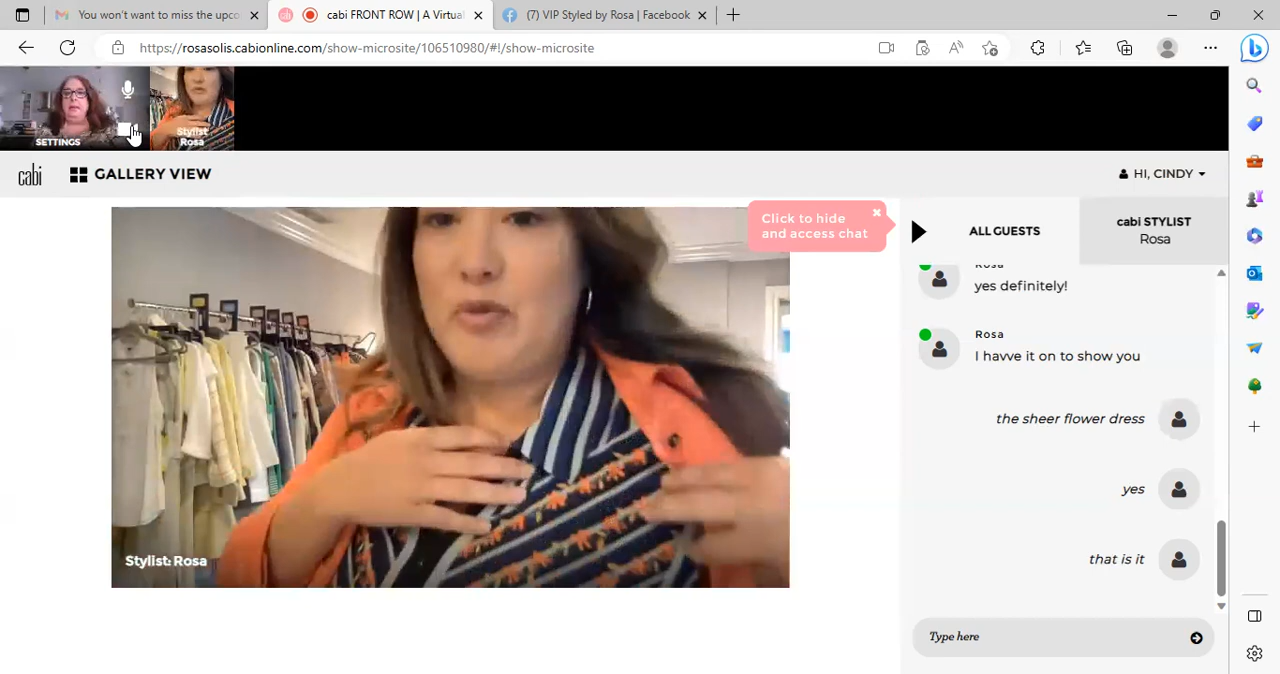 You won't want to miss the upco
cabi FRONT ROW | A Virtual
(7) VIP Styled by Rosa | Facebook
https://rosasolis.cabionline.com/show-microsite/106510980/#!/show-microsite
SETTINGS
Stylist:
Rosa
cabi
GALLERY VIEW
HI, CINDY
Click to hide
and access chat
ALL GUESTS
cabi STYLIST
Rosa
Rosa
yes definitely!
Rosa
I havve it on to show you
the sheer flower dress
yes
that is it
Stylist: Rosa
Type here